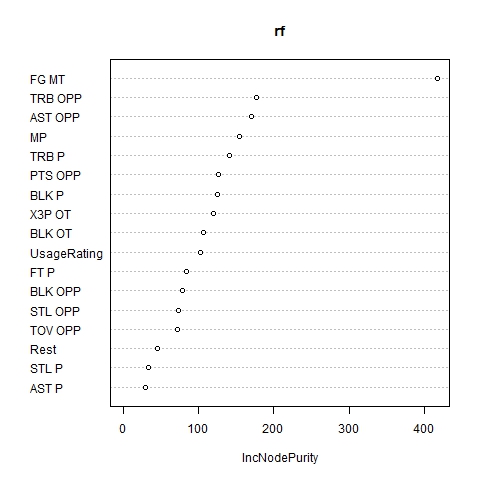 rf
FG MT
TRB OPP
AST OPP
MP
TRB P
PTS OPP
BLK P
X3P OT
BLK OT
UsageRating
FT P
BLK OPP
STL OPP
TOV OPP
Rest
STL P
AST P
0 100 200 300 400
IncNodePurity